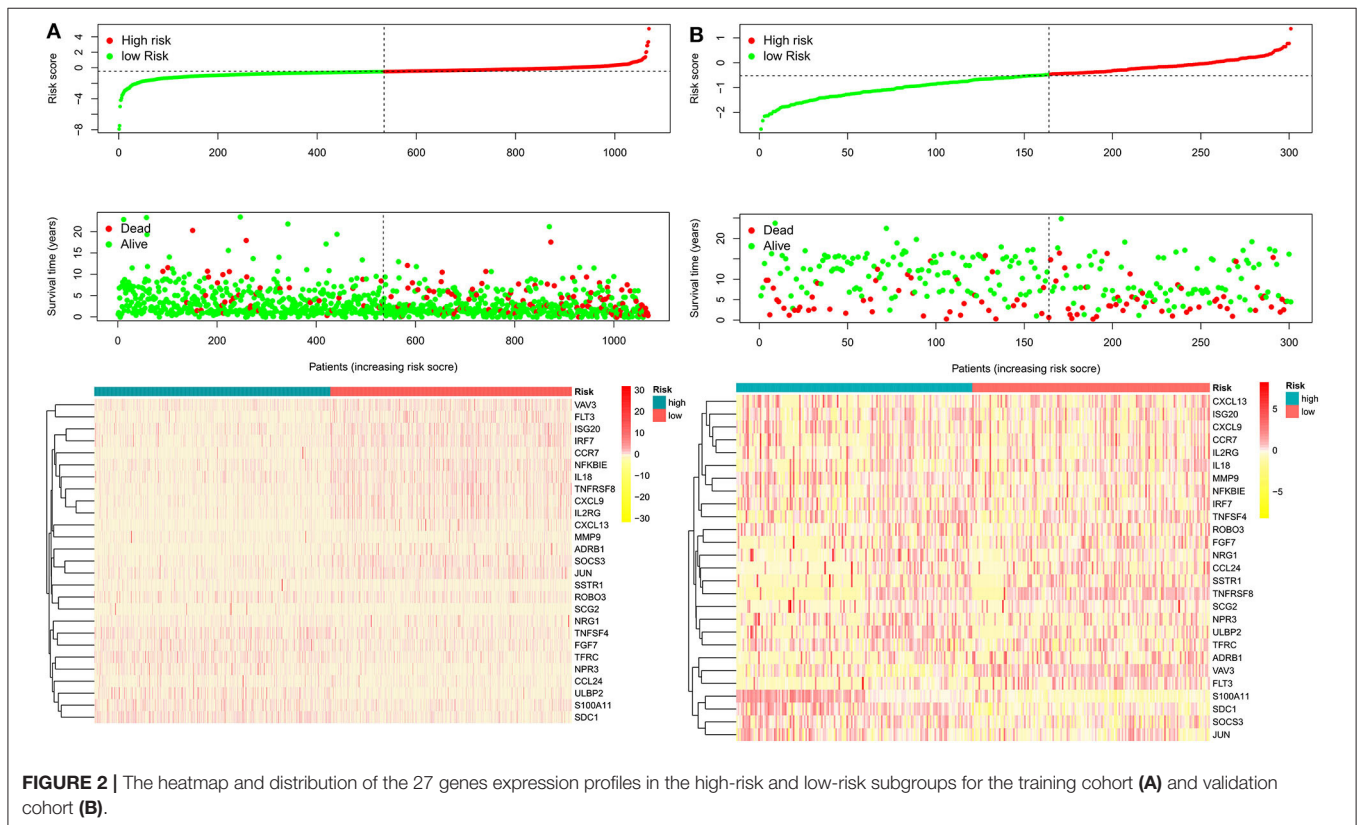 A
High risk
low Risk
Risk score
4
2
0
-4
-8
0 200 400 600 800 1000
B
High risk
low Risk
Risk score
1
0
-1
-2
0 50 100 150 200 250 300
Dead
Alive
Survival time (years)
20
15
10
5
0
0 200 400 600 800 1000
Patients (increasing risk socre)
Dead
Alive
Survival time (years)
20
15
10
5
0
0 50 100 150 200 250 300
Patients (increasing risk socre)
Risk
VAV3
FLT3
ISG20
IRF7
CCR7
NFKBIE
IL18
TNFRSF8
CXCL9
IL2RG
CXCL13
MMP9
ADRB1
SOCS3
JUN
SSTR1
ROBO3
SCG2
NRG1
TNFSF4
FGF7
TFRC
NPR3
CCL24
ULBP2
S100A11
SDC1
30
20
10
0
-10
-20
-30
Risk
high
low
Risk
CXCL13
ISG20
CXCL9
CCR7
IL2RG
IL18
MMP9
NFKBIE
IRF7
TNFSF4
ROBO3
FGF7
NRG1
CCL24
SSTR1
TNFRSF8
SCG2
NPR3
ULBP2
TFRC
ADRB1
VAV3
FLT3
S100A11
SDC1
SOCS3
JUN
5
0
-5
Risk
high
low
FIGURE 2 | The heatmap and distribution of the 27 genes expression profiles in the high-risk and low-risk subgroups for the training cohort (A) and validation
cohort (B).